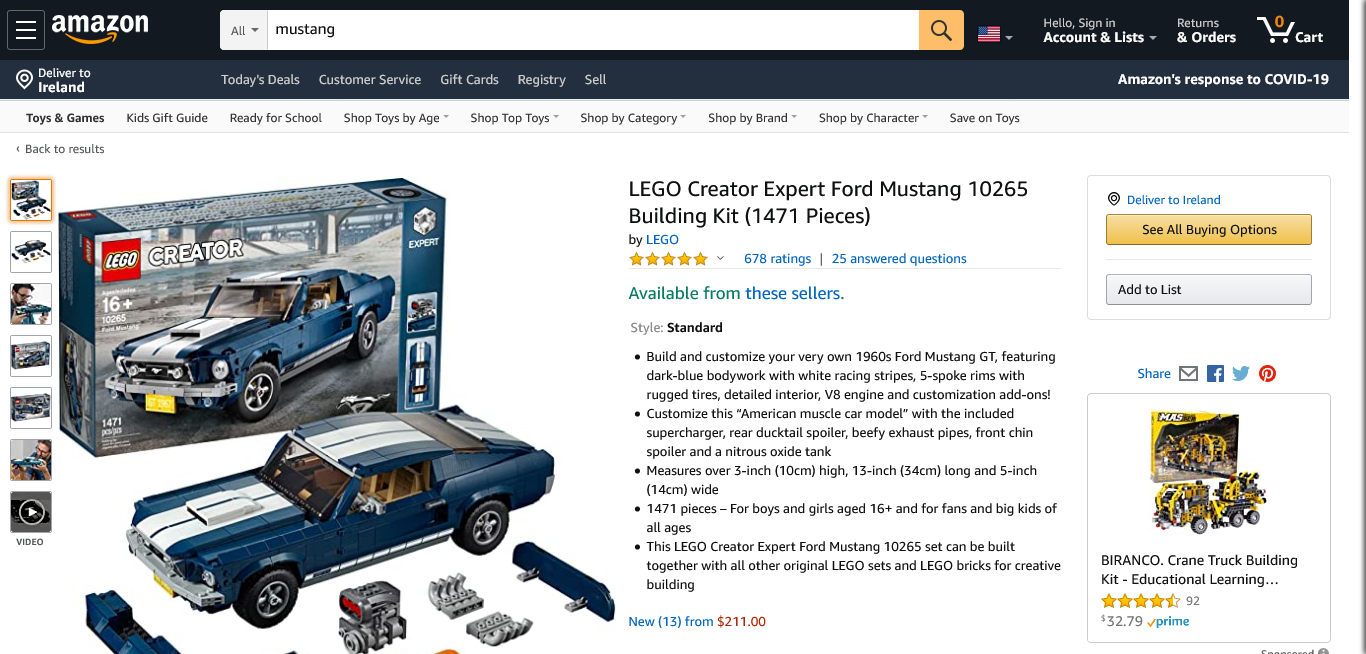 amazon
All
mustang
Hello, Sign in
Account & Lists
Returns
& Orders
0
Cart
Deliver to
Ireland
Today's Deals
Customer Service
Gift Cards
Registry
Sell
Amazon's response to COVID-19
Toys & Games
Kids Gift Guide
Ready for School
Shop Toys by Age
Shop Top Toys
Shop by Category
Shop by Brand
Shop by Character
Save on Toys
‹ Back to results
VIDEO
LEGO
CREATOR
EXPERT
16+
10265
Ford Mustang
1471
pcs/pzs
LEGO Creator Expert Ford Mustang 10265
Building Kit (1471 Pieces)
by LEGO
678 ratings | 25 answered questions
Available from these sellers.
Style: Standard
• Build and customize your very own 1960s Ford Mustang GT, featuring
dark-blue bodywork with white racing stripes, 5-spoke rims with
rugged tires, detailed interior, V8 engine and customization add-ons!
• Customize this “American muscle car model” with the included
supercharger, rear ducktail spoiler, beefy exhaust pipes, front chin
spoiler and a nitrous oxide tank
• Measures over 3-inch (10cm) high, 13-inch (34cm) long and 5-inch
(14cm) wide
• 1471 pieces – For boys and girls aged 16+ and for fans and big kids of
all ages
• This LEGO Creator Expert Ford Mustang 10265 set can be built
together with all other original LEGO sets and LEGO bricks for creative
building
New (13) from $211.00
Deliver to Ireland
See All Buying Options
Add to List
Share
BIRANCO. Crane Truck Building
Kit - Educational Learning…
92
$32.79 prime
Sponsored